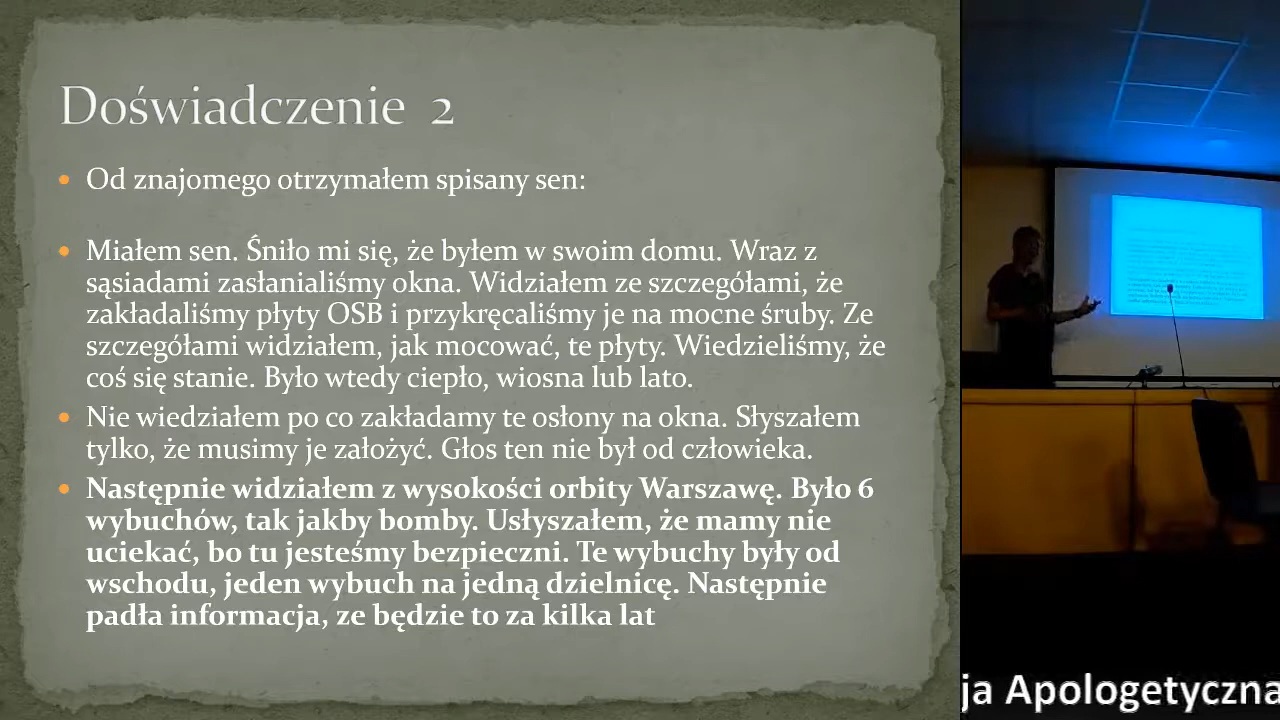 Doświadczenie 2
• Od znajomego otrzymałem spisany sen:
• Miałem sen. Śniło mi się, że byłem w swoim domu. Wraz z
sąsiadami zasłanialiśmy okna. Widziałem ze szczegółami, że
zakładaliśmy płyty OSB i przykręcaliśmy je na mocne śruby. Ze
szczegółami widziałem, jak mocować, te płyty. Wiedzieliśmy, że
coś się stanie. Było wtedy ciepło, wiosna lub lato.
• Nie wiedziałem po co zakładamy te osłony na okna. Słyszałem
tylko, że musimy je założyć. Głos ten nie był od człowieka.
• Następnie widziałem z wysokości orbity Warszawę. Było 6
wybuchów, tak jakby bomby. Usłyszałem, że mamy nie
uciekać, bo tu jesteśmy bezpieczni. Te wybuchy były od
wschodu, jeden wybuch na jedną dzielnicę. Następnie
padła informacja, ze będzie to za kilka lat
ja Apologetyczna